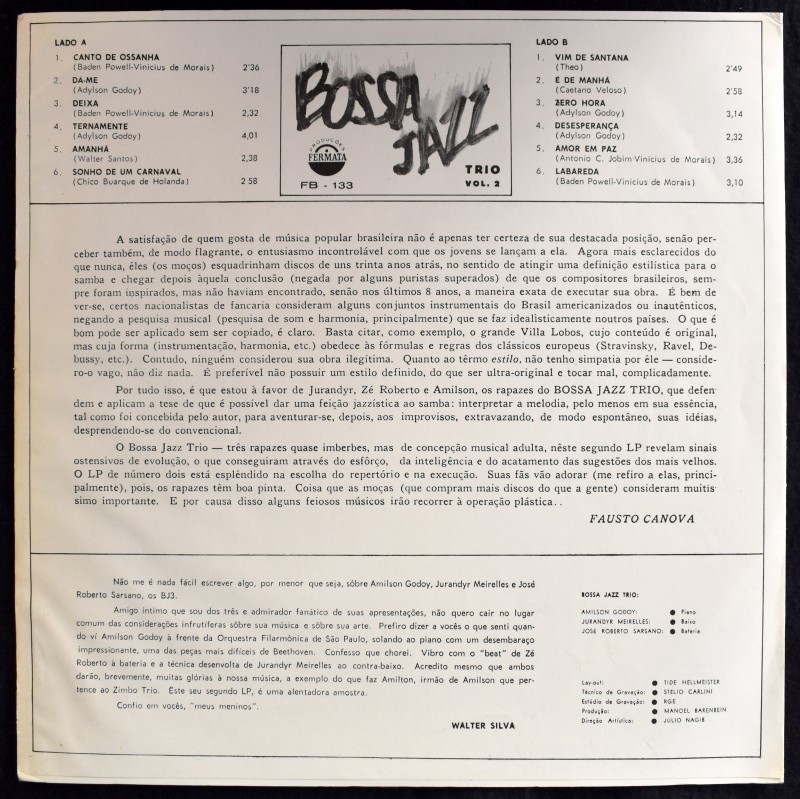 LADO A
1. CANTO DE OSSANHA
(Baden Powell-Vinicius de Morais) 2'36
2. DÁ-ME
(Adylson Godoy) 3'18
3. DEIXA
(Baden Powell-Vinicius de Morais) 2,32
4. TERNAMENTE
(Adylson Godoy) 4,01
5. AMANHÃ
(Walter Santos) 2,38
6. SONHO DE UM CARNAVAL
(Chico Buarque de Holanda) 2 58
BOSSA
JAZZ
TRIO
VOL. 2
PRODUÇÕES
FERMATA
FB - 133
LADO B
1. VIM DE SANTANA
(Theo) 2'49
2. É DE MANHÃ
(Caetano Veloso) 2'58
3. ZERO HORA
(Adylson Godoy) 3,14
4. DESESPERANÇA
(Adylson Godoy) 2,32
5. AMOR EM PAZ
(Antonio C. Jobim-Vinicius de Morais) 3,36
6. LABAREDA
(Baden Powell-Vinicius de Morais) 3,10
A satisfação de quem gosta de música popular brasileira não é apenas ter certeza de sua destacada posição, senão per-
ceber também, de modo flagrante, o entusiasmo incontrolável com que os jovens se lançam a ela. Agora mais esclarecidos do
que nunca, êles (os moços) esquadrinham discos de uns trinta anos atrás, no sentido de atingir uma definição estilística para o
samba e chegar depois àquela conclusão (negada por alguns puristas superados) de que os compositores brasileiros, sem-
pre foram inspirados, mas não haviam encontrado, senão nos últimos 8 anos, a maneira exata de executar sua obra. É bem de
ver-se, certos nacionalistas de fancaria consideram alguns conjuntos instrumentais do Brasil americanizados ou inautênticos,
negando a pesquisa musical (pesquisa de som e harmonia, principalmente) que se faz idealìsticamente noutros países. O que é
bom pode ser aplicado sem ser copiado, é claro. Basta citar, como exemplo, o grande Villa Lobos, cujo conteúdo é original,
mas cuja forma (instrumentação, harmonia, etc.) obedece às fórmulas e regras dos clássicos europeus (Stravinsky, Ravel, De-
bussy, etc.). Contudo, ninguém considerou sua obra ilegítima. Quanto ao têrmo estilo, não tenho simpatia por êle — conside-
ro-o vago, não diz nada. É preferível não possuir um estilo definido, do que ser ultra-original e tocar mal, complicadamente.
Por tudo isso, é que estou à favor de Jurandyr, Zé Roberto e Amilson, os rapazes do BOSSA JAZZ TRIO, que defen
dem e aplicam a tese de que é possível dar uma feição jazzística ao samba: interpretar a melodia, pelo menos em sua essência,
tal como foi concebida pelo autor, para aventurar-se, depois, aos improvisos, extravazando, de modo espontâneo, suas idéias,
desprendendo-se do convencional.
O Bossa Jazz Trio — três rapazes quase imberbes, mas de concepção musical adulta, nêste segundo LP revelam sinais
ostensivos de evolução, o que conseguiram através do esfôrço, da inteligência e do acatamento das sugestões dos mais velhos.
O LP de número dois está esplêndido na escolha do repertório e na execução. Suas fãs vão adorar (me refiro a elas, princi-
palmente), pois, os rapazes têm boa pinta. Coisa que as moças (que compram mais discos do que a gente) consideram muitis
simo importante. E por causa disso alguns feiosos músicos irão recorrer à operação plástica..
FAUSTO CANOVA
Não me é nada fácil escrever algo, por menor que seja, sôbre Amilson Godoy, Jurandyr Meirelles e José
Roberto Sarsano, os BJ3.
Amigo íntimo que sou dos três e admirador fanático de suas apresentações, não quero cair no lugar
comum das considerações infrutíferas sôbre sua música e sôbre sua arte. Prefiro dizer a vocês o que senti quan-
do ví Amilson Godoy à frente da Orquestra Filarmônica de São Paulo, solando ao piano com um desembaraço
impressionante, uma das peças mais difíceis de Beethoven. Confesso que chorei. Vibro com o "beat" de Zé
Roberto à bateria e a técnica desenvolta de Jurandyr Meirelles ao contra-baixo. Acredito mesmo que ambos
darão, brevemente, muitas glórias à nossa música, a exemplo do que faz Amilton, irmão de Amilson que per-
tence ao Zimbo Trio. Êste seu segundo LP, é uma alentadora amostra.
Confio em vocês, "meus meninos".
WALTER SILVA
BOSSA JAZZ TRIO:
AMILSON GODOY: ● Piano
JURANDYR MEIRELLES: ● Baixo
JOSE ROBERTO SARSANO: ● Bateria
Lay-out: ● TIDE HELLMEISTER
Técnico de Gravação: ● STELIO CARLINI
Estúdio de Gravação: ● RGE
Produção: ● MANOEL BARENBEIN
Direção Artística: ● JÚLIO NAGIB